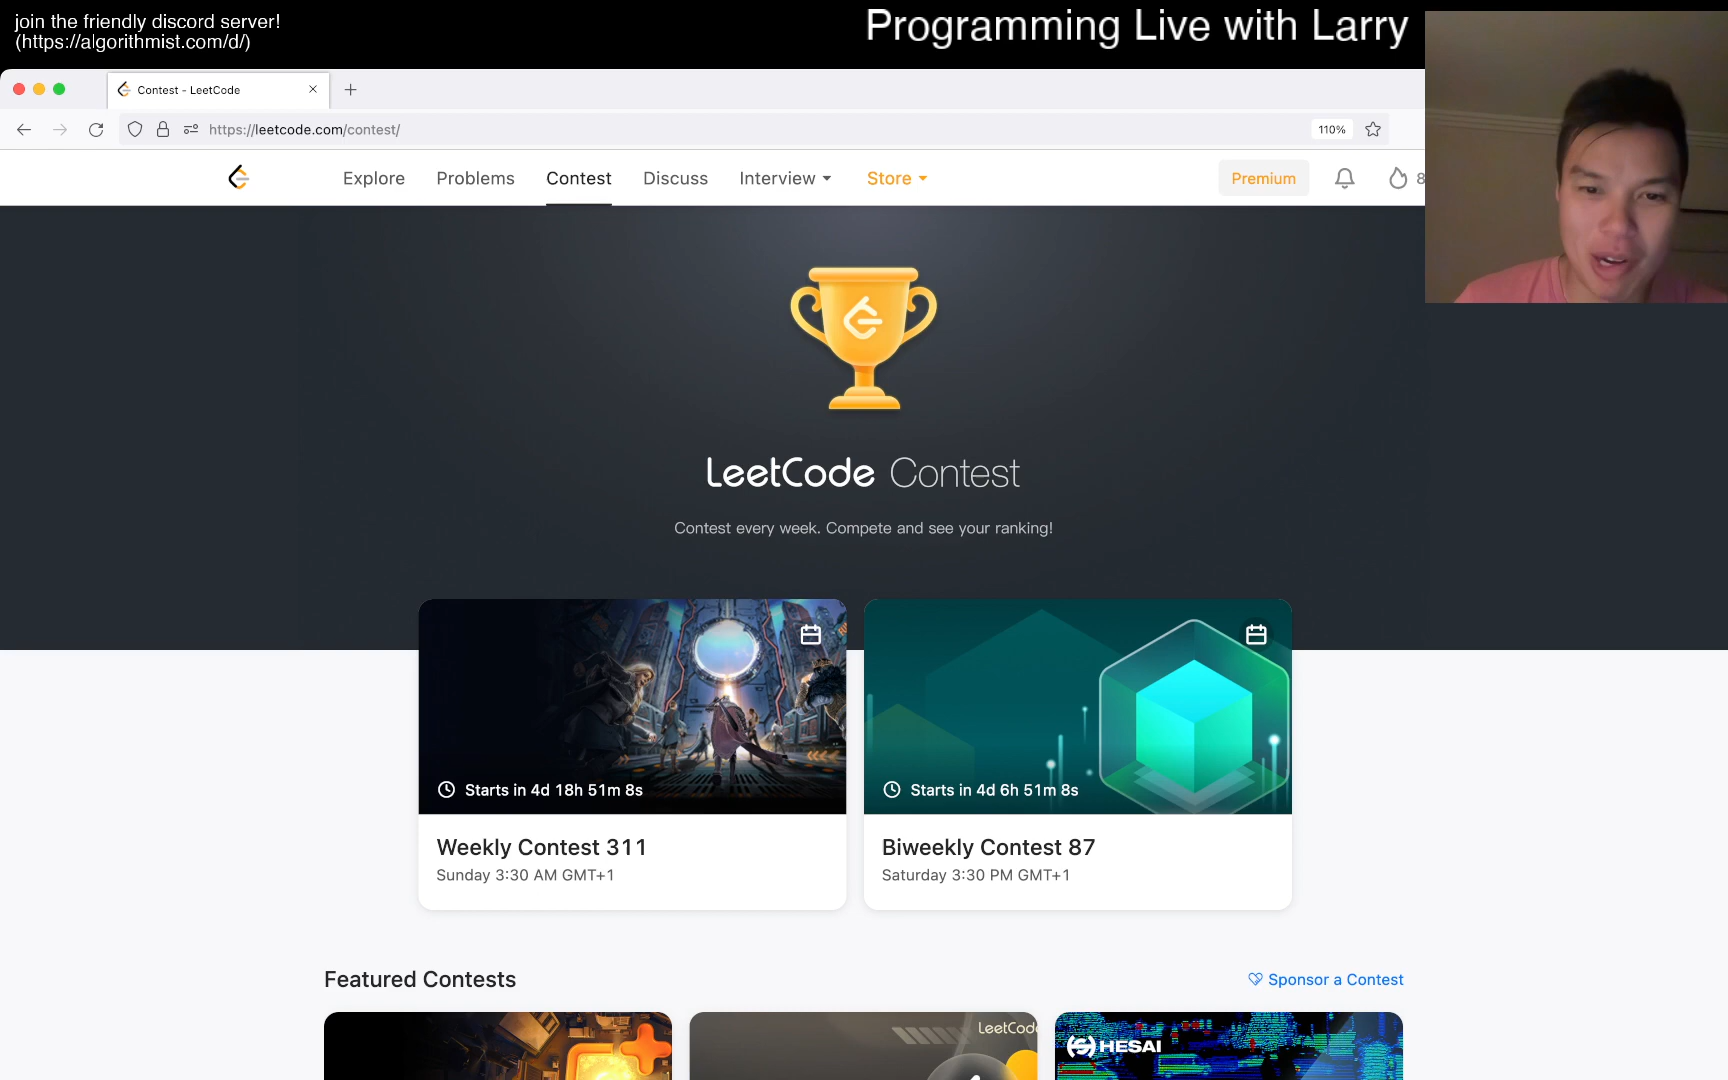 join the friendly discord server!
(https://algorithmist.com/d/)
Programming Live with Larry
Contest - LeetCode
https://leetcode.com/contest/
110%
Explore
Problems
Contest
Discuss
Interview
Store
Premium
8
LeetCode Contest
Contest every week. Compete and see your ranking!
Starts in 4d 18h 51m 8s
Starts in 4d 6h 51m 8s
Weekly Contest 311
Sunday 3:30 AM GMT+1
Biweekly Contest 87
Saturday 3:30 PM GMT+1
Featured Contests
Sponsor a Contest
LeetCode
HESAI